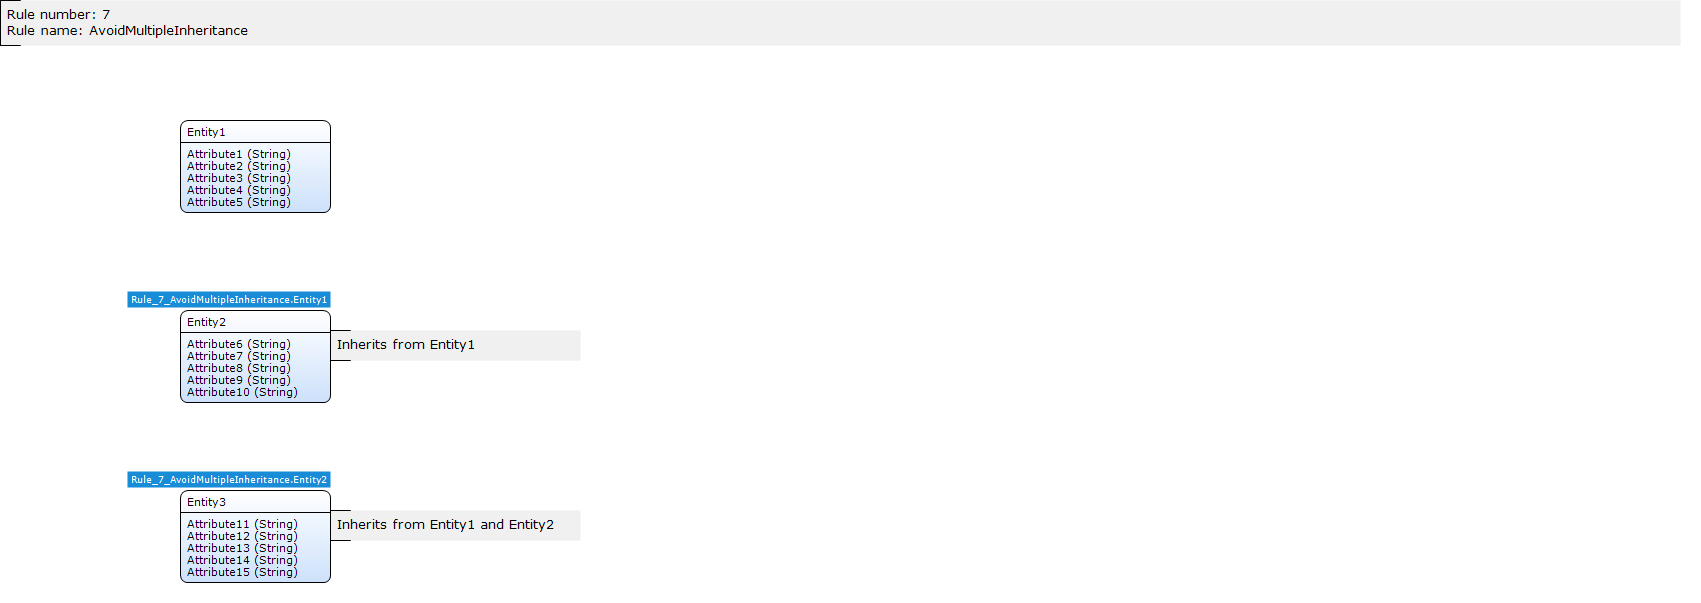 Rule number: 7
Rule name: AvoidMultipleInheritance
Entity1
Attribute1 (String)
Attribute2 (String)
Attribute3 (String)
Attribute4 (String)
Attribute5 (String)
Rule_7_AvoidMultipleInheritance.Entity1
Entity2
Attribute6 (String)
Attribute7 (String)
Attribute8 (String)
Attribute9 (String)
Attribute10 (String)
Inherits from Entity1
Rule_7_AvoidMultipleInheritance.Entity2
Entity3
Attribute11 (String)
Attribute12 (String)
Attribute13 (String)
Attribute14 (String)
Attribute15 (String)
Inherits from Entity1 and Entity2